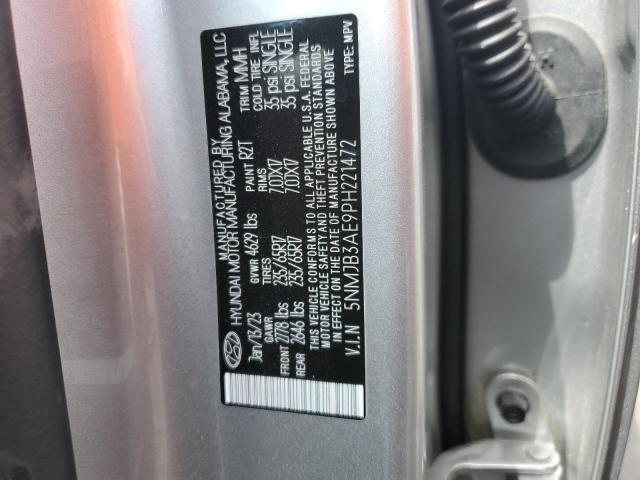 MANUFACTURED BY
HYUNDAI MOTOR MANUFACTURING ALABAMA, LLC
Jan/13/23 GVWR 4629 lbs PAINT R2T TRIM MMH
GAWR TIRES RIMS COLD TIRE INFL
FRONT 2778 lbs 235/65R17 7.0JX17 35 psi SINGLE
REAR 2646 lbs 235/65R17 7.0JX17 35 psi SINGLE
THIS VEHICLE CONFORMS TO ALL APPLICABLE U.S.A. FEDERAL
MOTOR VEHICLE SAFETY AND THEFT PREVENTION STANDARDS
IN EFFECT ON THE DATE OF MANUFACTURE SHOWN ABOVE
V.I.N 5NMJB3AE9PH221472 TYPE: MPV